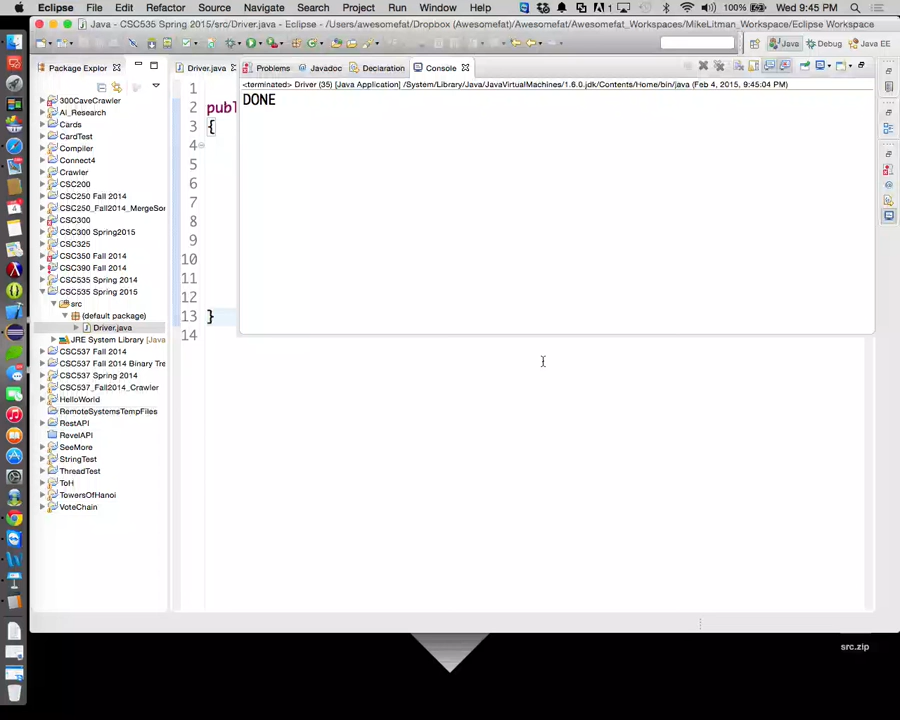 Eclipse File Edit Refactor Source Navigate Search Project Run Window Help 1 100% Wed 9:45 PM
Java - CSC535 Spring 2015/src/Driver.java - Eclipse - /Users/awesomefat/Dropbox (Awesomefat)/Awesomefat/Awesomefat_Workspaces/MikeLitman_Workspace/Eclipse Workspace
Java Debug Java EE
Package Explor Driver.java Problems Javadoc Declaration Console
<terminated> Driver (35) [Java Application] /System/Library/Java/JavaVirtualMachines/1.6.0.jdk/Contents/Home/bin/java (Feb 4, 2015, 9:45:04 PM)
DONE
300CaveCrawler
AI_Research
Cards
CardTest
Compiler
Connect4
Crawler
CSC200
CSC250 Fall 2014
CSC250_Fall2014_MergeSor
CSC300
CSC300 Spring2015
CSC325
CSC350 Fall 2014
CSC390 Fall 2014
CSC535 Spring 2014
CSC535 Spring 2015
src
(default package)
Driver.java
JRE System Library [Java
CSC537 Fall 2014
CSC537 Fall 2014 Binary Tre
CSC537 Spring 2014
CSC537_Fall2014_Crawler
HelloWorld
RemoteSystemsTempFiles
RestAPI
RevelAPI
SeeMore
StringTest
ThreadTest
ToH
TowersOfHanoi
VoteChain
1
2 publ
3 {
4
5
6
7
8
9
10
11
12
13 }
14
src.zip